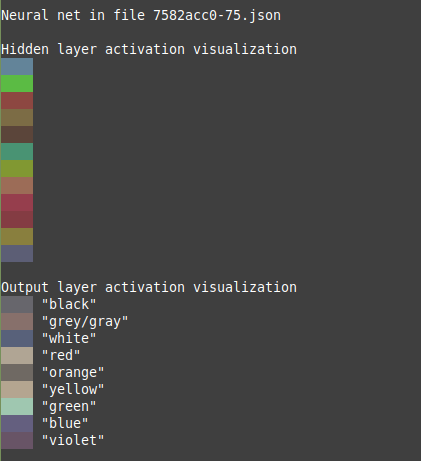 Neural net in file 7582acc0-75.json
Hidden layer activation visualization
Output layer activation visualization
"black"
"grey/gray"
"white"
"red"
"orange"
"yellow"
"green"
"blue"
"violet"